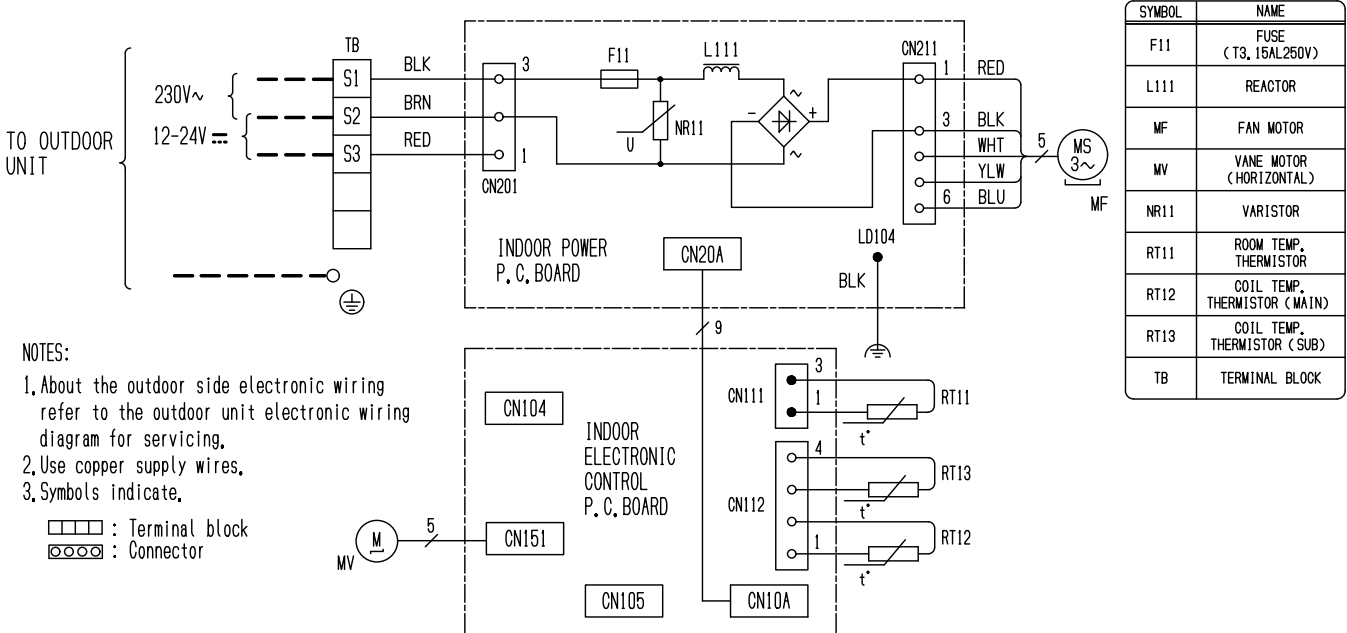 TO OUTDOOR
UNIT
230V~
12-24V
TB
S1
S2
S3
BLK
BRN
RED
3
1
CN201
F11
L111
U
NR11
~
-
+
~
CN211
1
3
6
RED
BLK
WHT
YLW
BLU
5
MS
3~
MF
INDOOR POWER
P.C.BOARD
CN20A
LD104
BLK
9
NOTES:
1.About the outdoor side electronic wiring
refer to the outdoor unit electronic wiring
diagram for servicing.
2.Use copper supply wires.
3.Symbols indicate.
: Terminal block
: Connector
M
MV
5
CN104
CN151
CN105
CN10A
INDOOR
ELECTRONIC
CONTROL
P.C.BOARD
CN111
3
1
RT11
t°
CN112
4
1
RT13
t°
RT12
t°
SYMBOL NAME
F11 FUSE
(T3.15AL250V)
L111 REACTOR
MF FAN MOTOR
MV VANE MOTOR
(HORIZONTAL)
NR11 VARISTOR
RT11 ROOM TEMP.
THERMISTOR
RT12 COIL TEMP.
THERMISTOR (MAIN)
RT13 COIL TEMP.
THERMISTOR (SUB)
TB TERMINAL BLOCK